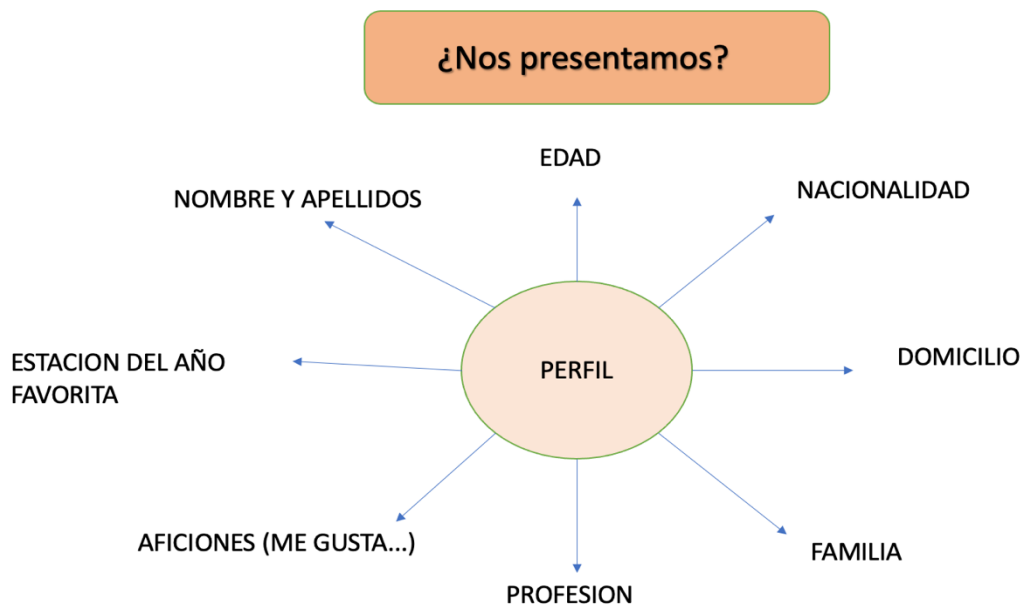 ¿Nos presentamos?
EDAD
NOMBRE Y APELLIDOS
NACIONALIDAD
ESTACION DEL AÑO
FAVORITA
PERFIL
DOMICILIO
AFICIONES (ME GUSTA...)
FAMILIA
PROFESION